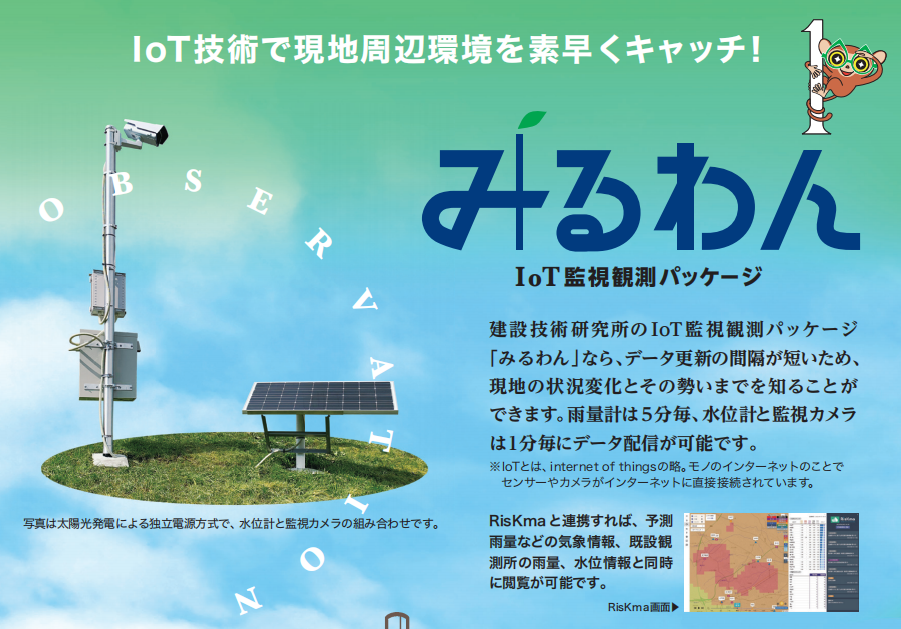 IoT技術で現地周辺環境を素早くキャッチ!
1
みるわん
IoT監視観測パッケージ
OBSERVATION
建設技術研究所のIoT監視観測パッケージ
「みるわん」なら、データ更新の間隔が短いため、
現地の状況変化とその勢いまでを知ることが
できます。雨量計は5分毎、水位計と監視カメラ
は1分毎にデータ配信が可能です。
※IoTとは、internet of thingsの略。モノのインターネットのことで
センサーやカメラがインターネットに直接接続されています。
写真は太陽光発電による独立電源方式で、水位計と監視カメラの組み合わせです。
RisKmaと連携すれば、予測
雨量などの気象情報、既設観
測所の雨量、水位情報と同時
に閲覧が可能です。
RisKma画面▶
RisKma